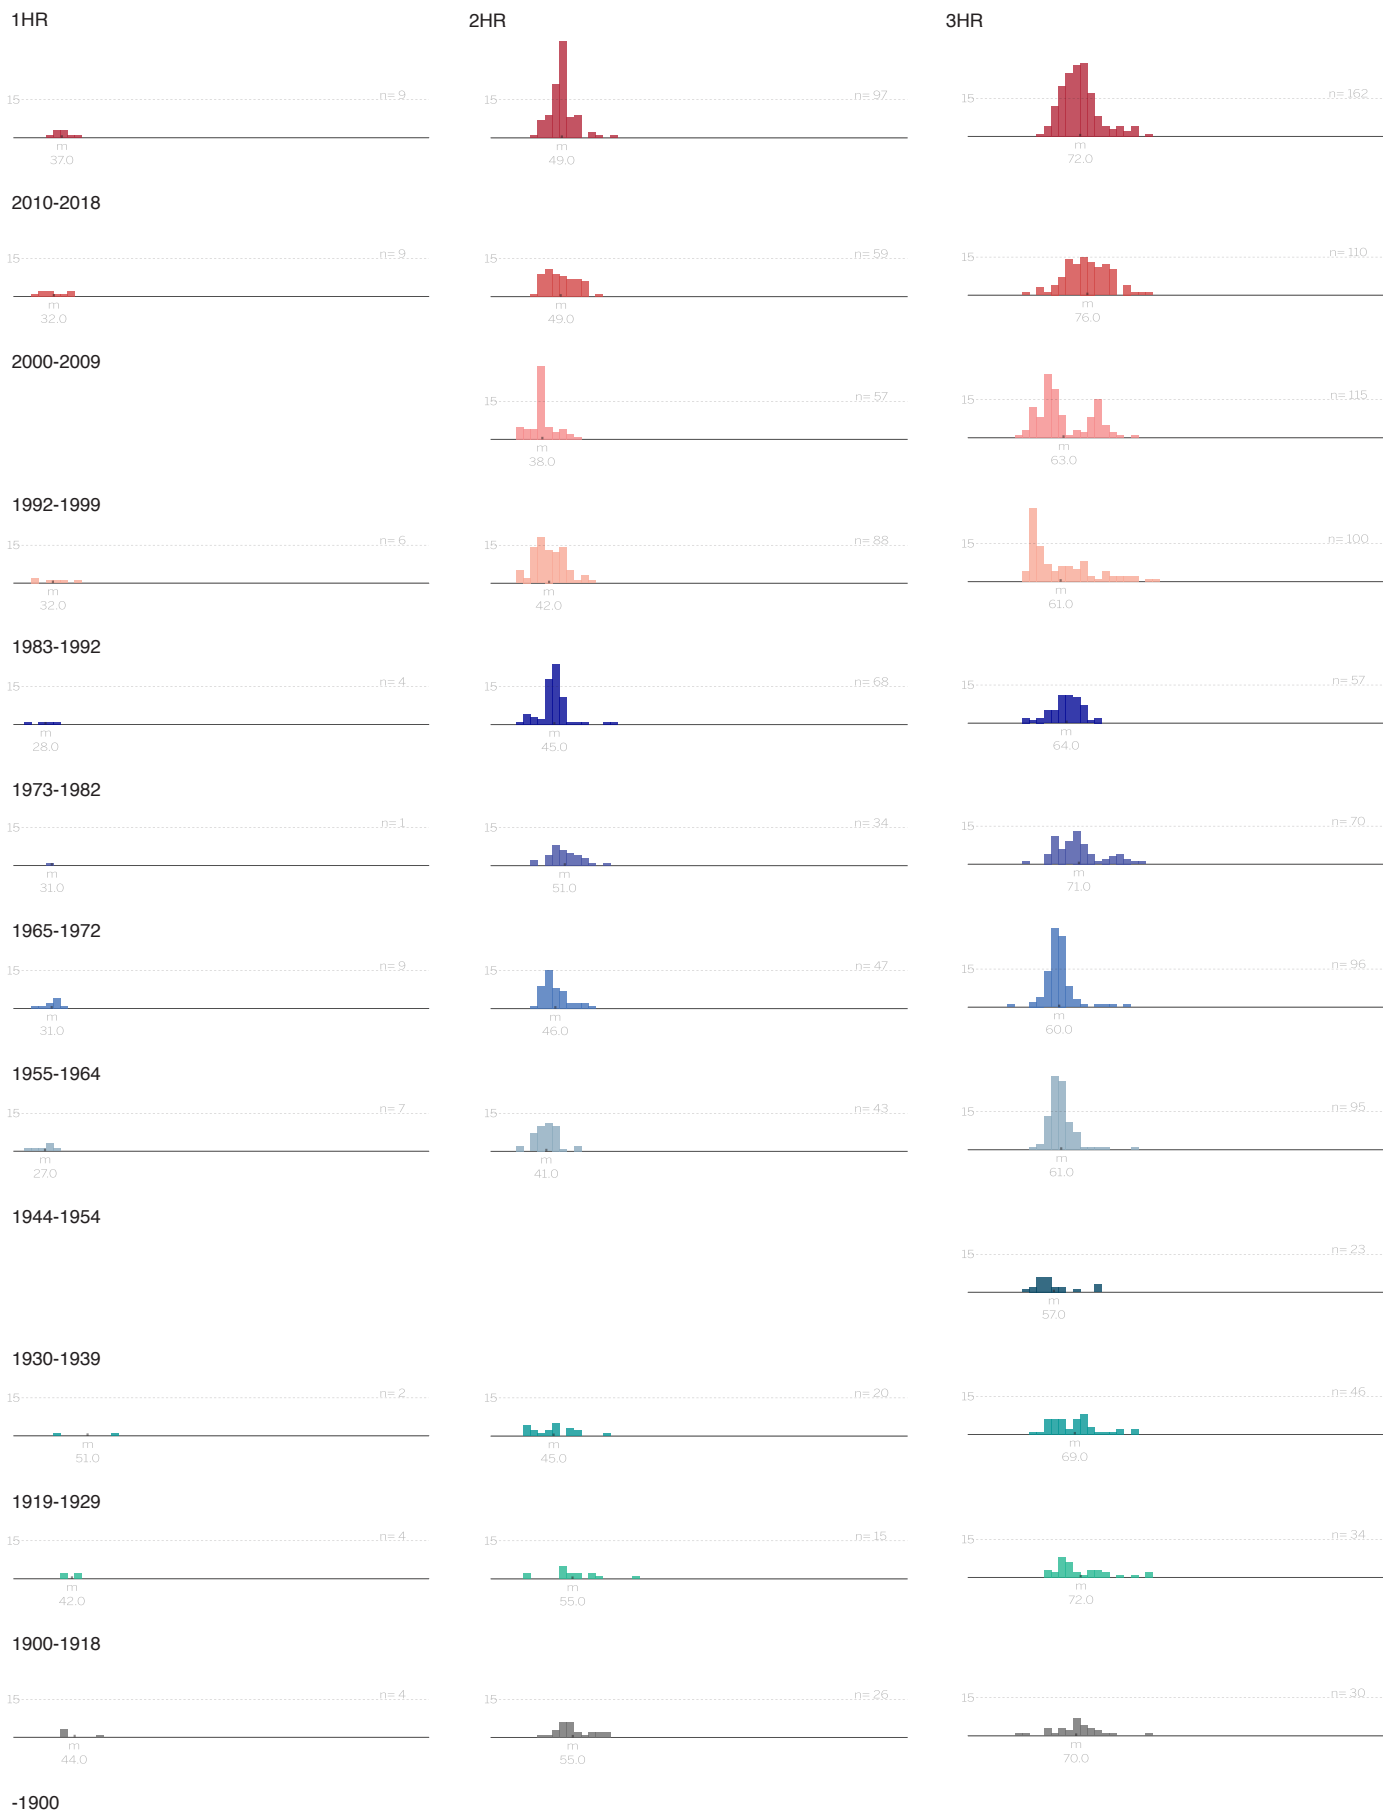 1HR 2HR 3HR
15 n= 9 15 n= 97 15 n= 162
m m m
37.0 49.0 72.0
2010-2018
15 n= 9 15 n= 59 15 n= 110
m m m
32.0 49.0 76.0
2000-2009
15 n= 57 15 n= 115
m m
38.0 63.0
1992-1999
15 n= 6 15 n= 88 15 n= 100
m m m
32.0 42.0 61.0
1983-1992
15 n= 4 15 n= 68 15 n= 57
m m m
28.0 45.0 64.0
1973-1982
15 n= 1 15 n= 34 15 n= 70
m m m
31.0 51.0 71.0
1965-1972
15 n= 9 15 n= 47 15 n= 96
m m m
31.0 46.0 60.0
1955-1964
15 n= 7 15 n= 43 15 n= 95
m m m
27.0 41.0 61.0
1944-1954
15 n= 23
m
57.0
1930-1939
15 n= 2 15 n= 20 15 n= 46
m m m
51.0 45.0 69.0
1919-1929
15 n= 4 15 n= 15 15 n= 34
m m m
42.0 55.0 72.0
1900-1918
15 n= 4 15 n= 26 15 n= 30
m m m
44.0 55.0 70.0
-1900